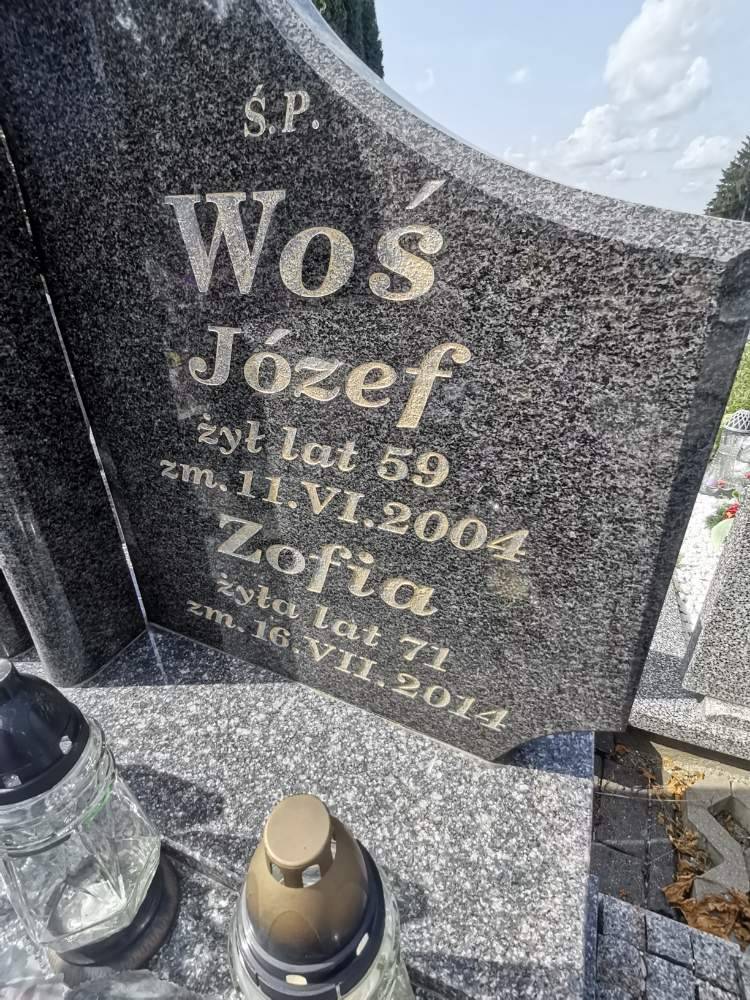 Ś.P.
Woś
Józef
żył lat 59
zm. 11.VI.2004
Zofia
żyła lat 71
zm. 16.VII.2014